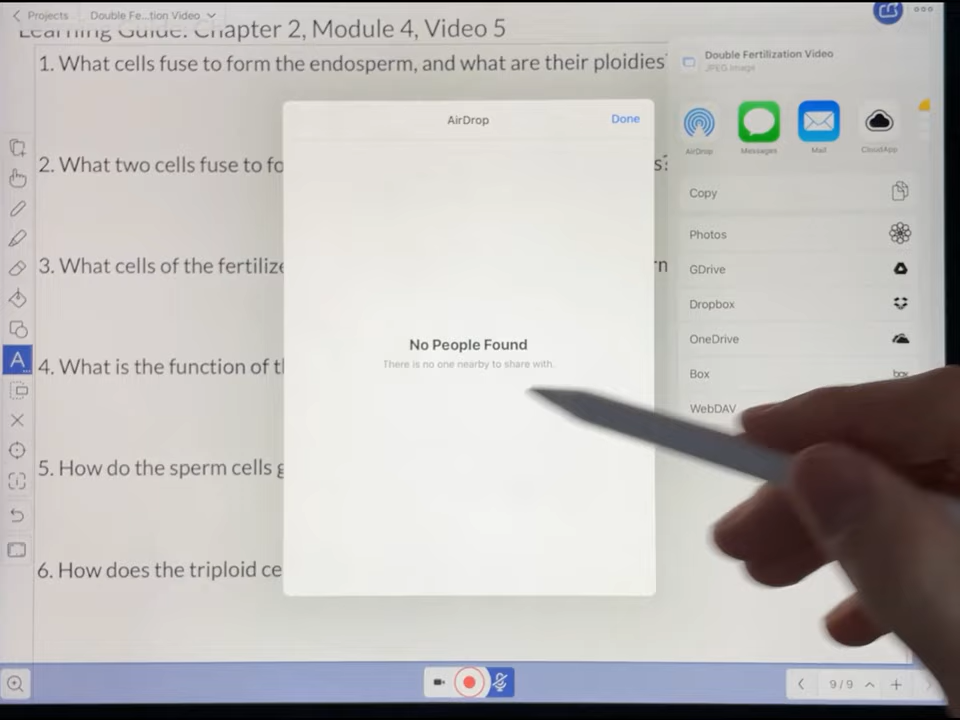 Projects
Double Fe...tion Video
Learning Guide: Chapter 2, Module 4, Video 5
1. What cells fuse to form the endosperm, and what are their ploidies
2. What two cells fuse to fo
s?
3. What cells of the fertilize
rn
4. What is the function of t
5. How do the sperm cells g
6. How does the triploid ce
AirDrop
Done
No People Found
There is no one nearby to share with.
Double Fertilization Video
JPEG Image
AirDrop
Messages
Mail
CloudApp
Copy
Photos
GDrive
Dropbox
OneDrive
Box
box
WebDAV
A
9/9